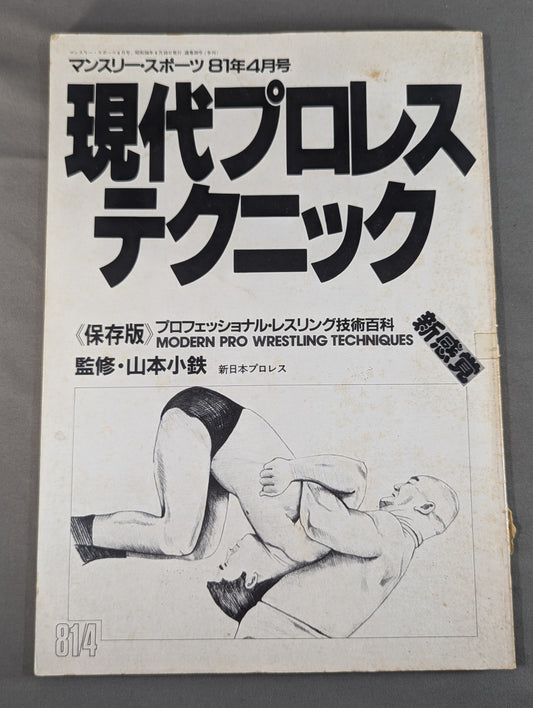 マンスリー・スポーツ 81年4月号
現代プロレス
テクニック
《保存版》プロフェッショナル・レスリング技術百科
MODERN PRO WRESTLING TECHNIQUES
新感覚
監修・山本小鉄 新日本プロレス
81/4